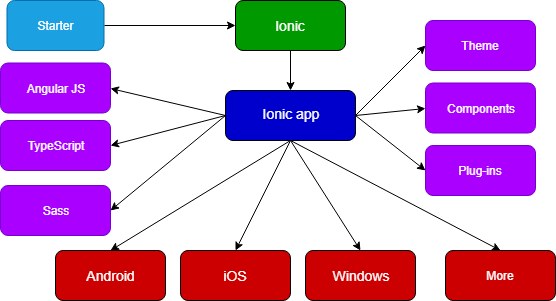 Starter
Ionic
Theme
Angular JS
Ionic app
Components
TypeScript
Plug-ins
Sass
Android
iOS
Windows
More